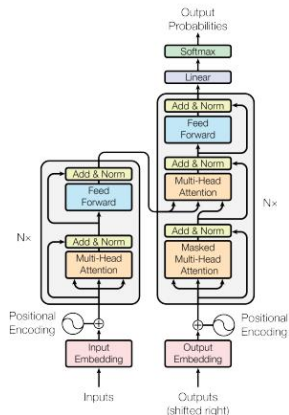 Output
Probabilities
Softmax
Linear
Add & Norm
Feed
Forward
Add & Norm
Multi-Head
Attention
Add & Norm
Masked
Multi-Head
Attention
N×
Add & Norm
Feed
Forward
Add & Norm
Multi-Head
Attention
N×
Positional
Encoding
Positional
Encoding
Input
Embedding
Output
Embedding
Inputs
Outputs
(shifted right)